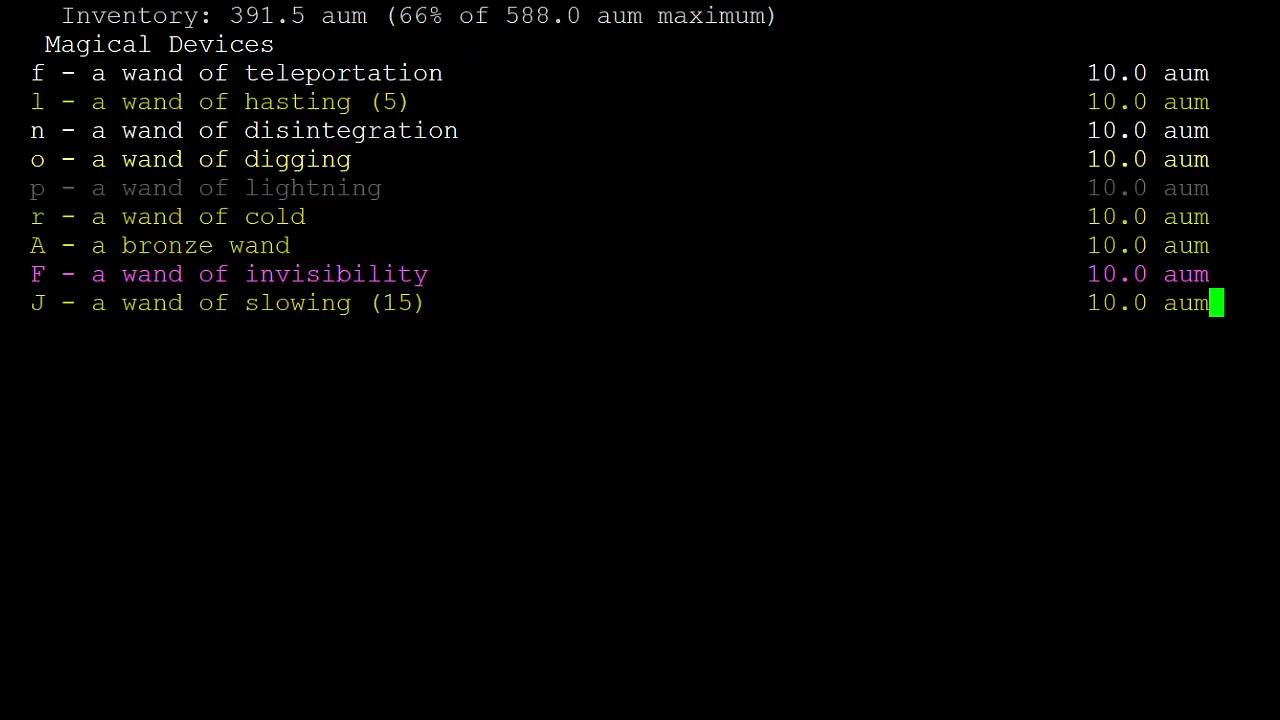 Inventory: 391.5 aum (66% of 588.0 aum maximum)
Magical Devices
f - a wand of teleportation 10.0 aum
l - a wand of hasting (5) 10.0 aum
n - a wand of disintegration 10.0 aum
o - a wand of digging 10.0 aum
p - a wand of lightning 10.0 aum
r - a wand of cold 10.0 aum
A - a bronze wand 10.0 aum
F - a wand of invisibility 10.0 aum
J - a wand of slowing (15) 10.0 aum